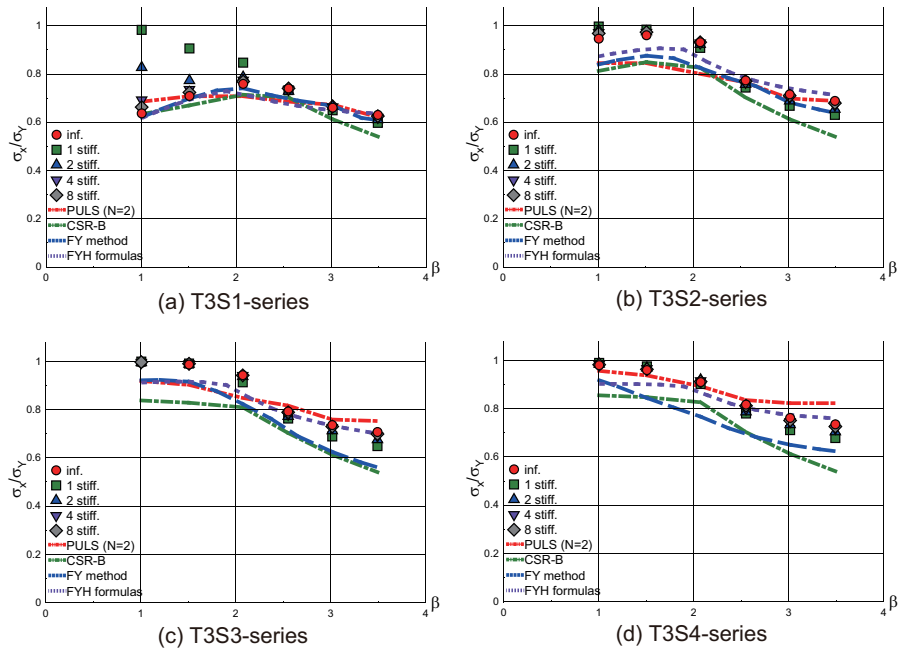 1
0.8
0.6
0.4
0.2
0
σx/σY
inf.
1 stiff.
2 stiff.
4 stiff.
8 stiff.
PULS (N=2)
CSR-B
FY method
FYH formulas
0 1 2 3 4
β
(a) T3S1-series
1
0.8
0.6
0.4
0.2
0
σx/σY
inf.
1 stiff.
2 stiff.
4 stiff.
8 stiff.
PULS (N=2)
CSR-B
FY method
FYH formulas
0 1 2 3 4
β
(b) T3S2-series
1
0.8
0.6
0.4
0.2
0
σx/σY
inf.
1 stiff.
2 stiff.
4 stiff.
8 stiff.
PULS (N=2)
CSR-B
FY method
FYH formulas
0 1 2 3 4
β
(c) T3S3-series
1
0.8
0.6
0.4
0.2
0
σx/σY
inf.
1 stiff.
2 stiff.
4 stiff.
8 stiff.
PULS (N=2)
CSR-B
FY method
FYH formulas
0 1 2 3 4
β
(d) T3S4-series